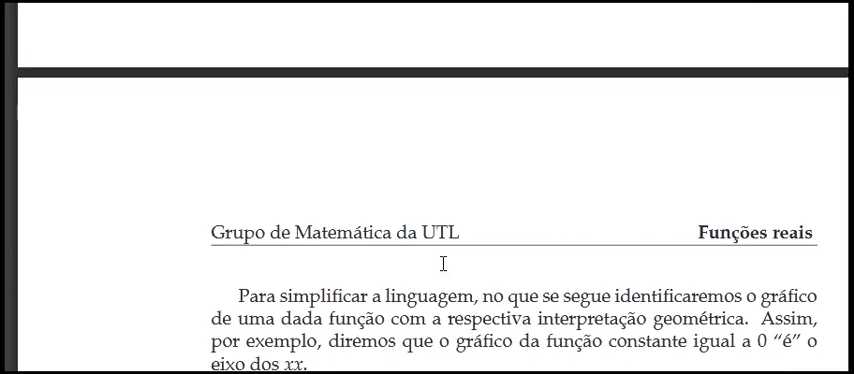 Grupo de Matemática da UTL Funções reais
Para simplificar a linguagem, no que se segue identificaremos o gráfico
de uma dada função com a respectiva interpretação geométrica. Assim,
por exemplo, diremos que o gráfico da função constante igual a 0 “é” o
eixo dos xx.